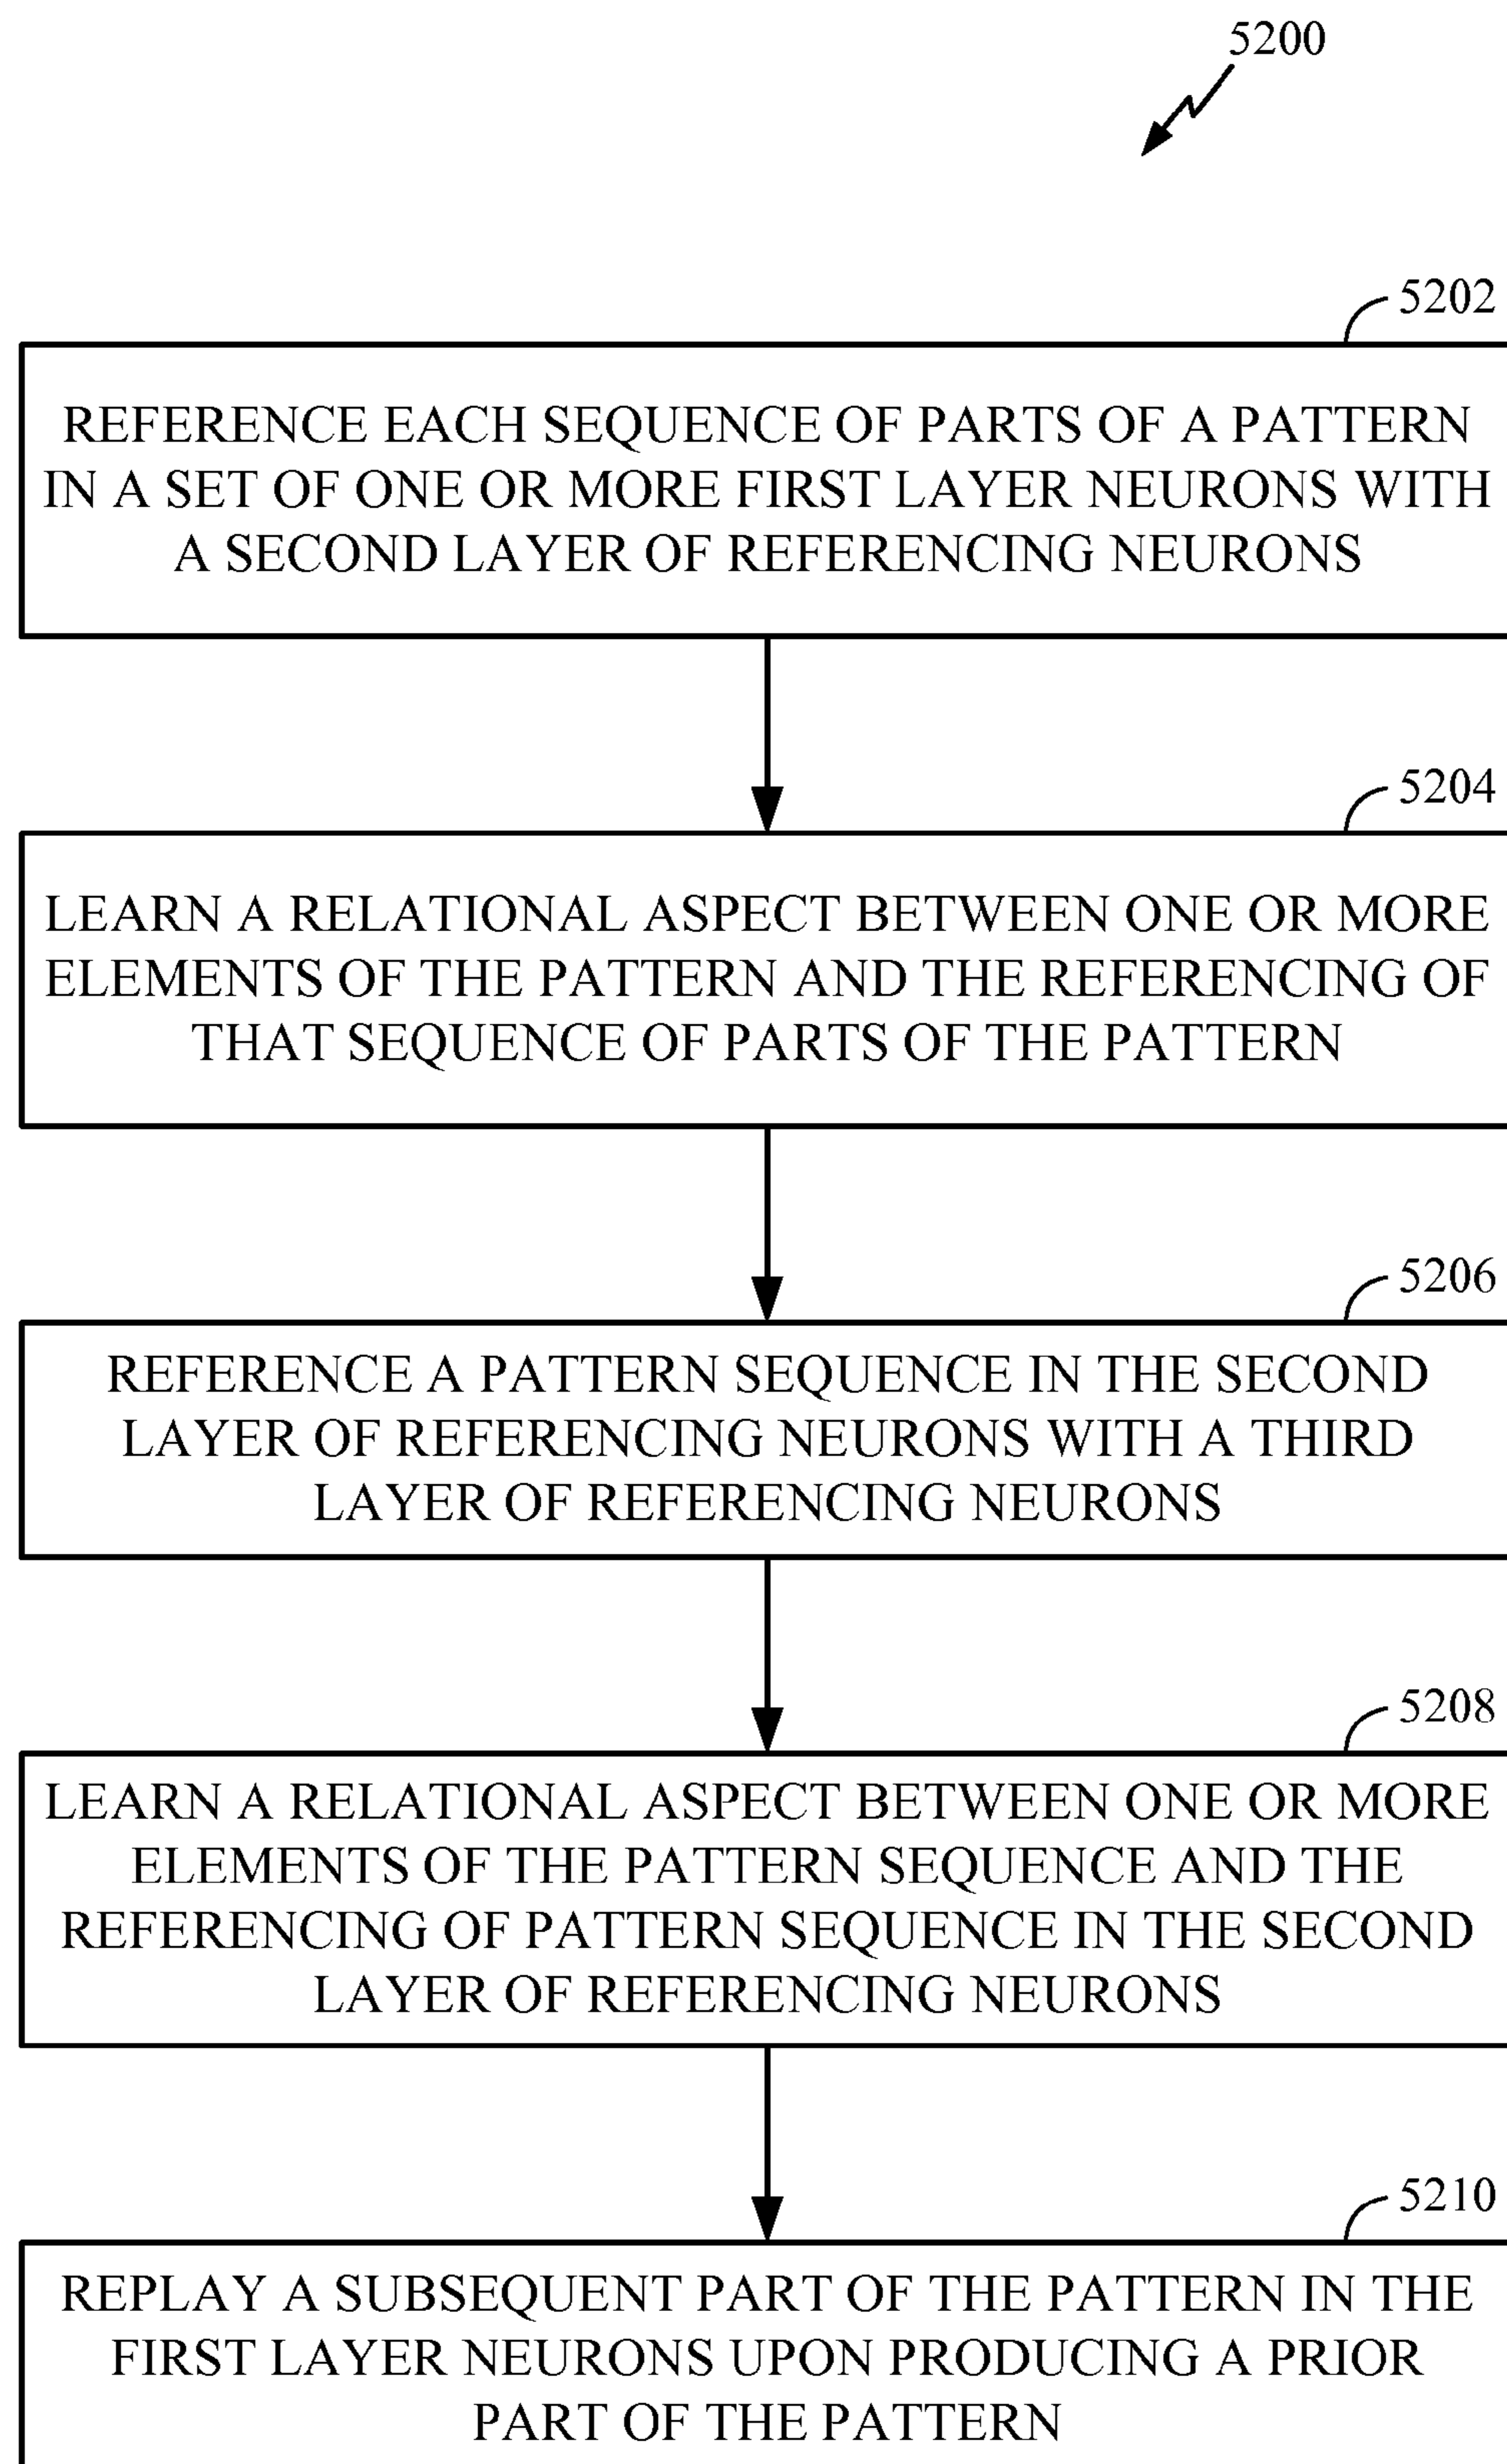 5200
5202
REFERENCE EACH SEQUENCE OF PARTS OF A PATTERN
IN A SET OF ONE OR MORE FIRST LAYER NEURONS WITH
A SECOND LAYER OF REFERENCING NEURONS
5204
LEARN A RELATIONAL ASPECT BETWEEN ONE OR MORE
ELEMENTS OF THE PATTERN AND THE REFERENCING OF
THAT SEQUENCE OF PARTS OF THE PATTERN
5206
REFERENCE A PATTERN SEQUENCE IN THE SECOND
LAYER OF REFERENCING NEURONS WITH A THIRD
LAYER OF REFERENCING NEURONS
5208
LEARN A RELATIONAL ASPECT BETWEEN ONE OR MORE
ELEMENTS OF THE PATTERN SEQUENCE AND THE
REFERENCING OF PATTERN SEQUENCE IN THE SECOND
LAYER OF REFERENCING NEURONS
5210
REPLAY A SUBSEQUENT PART OF THE PATTERN IN THE
FIRST LAYER NEURONS UPON PRODUCING A PRIOR
PART OF THE PATTERN